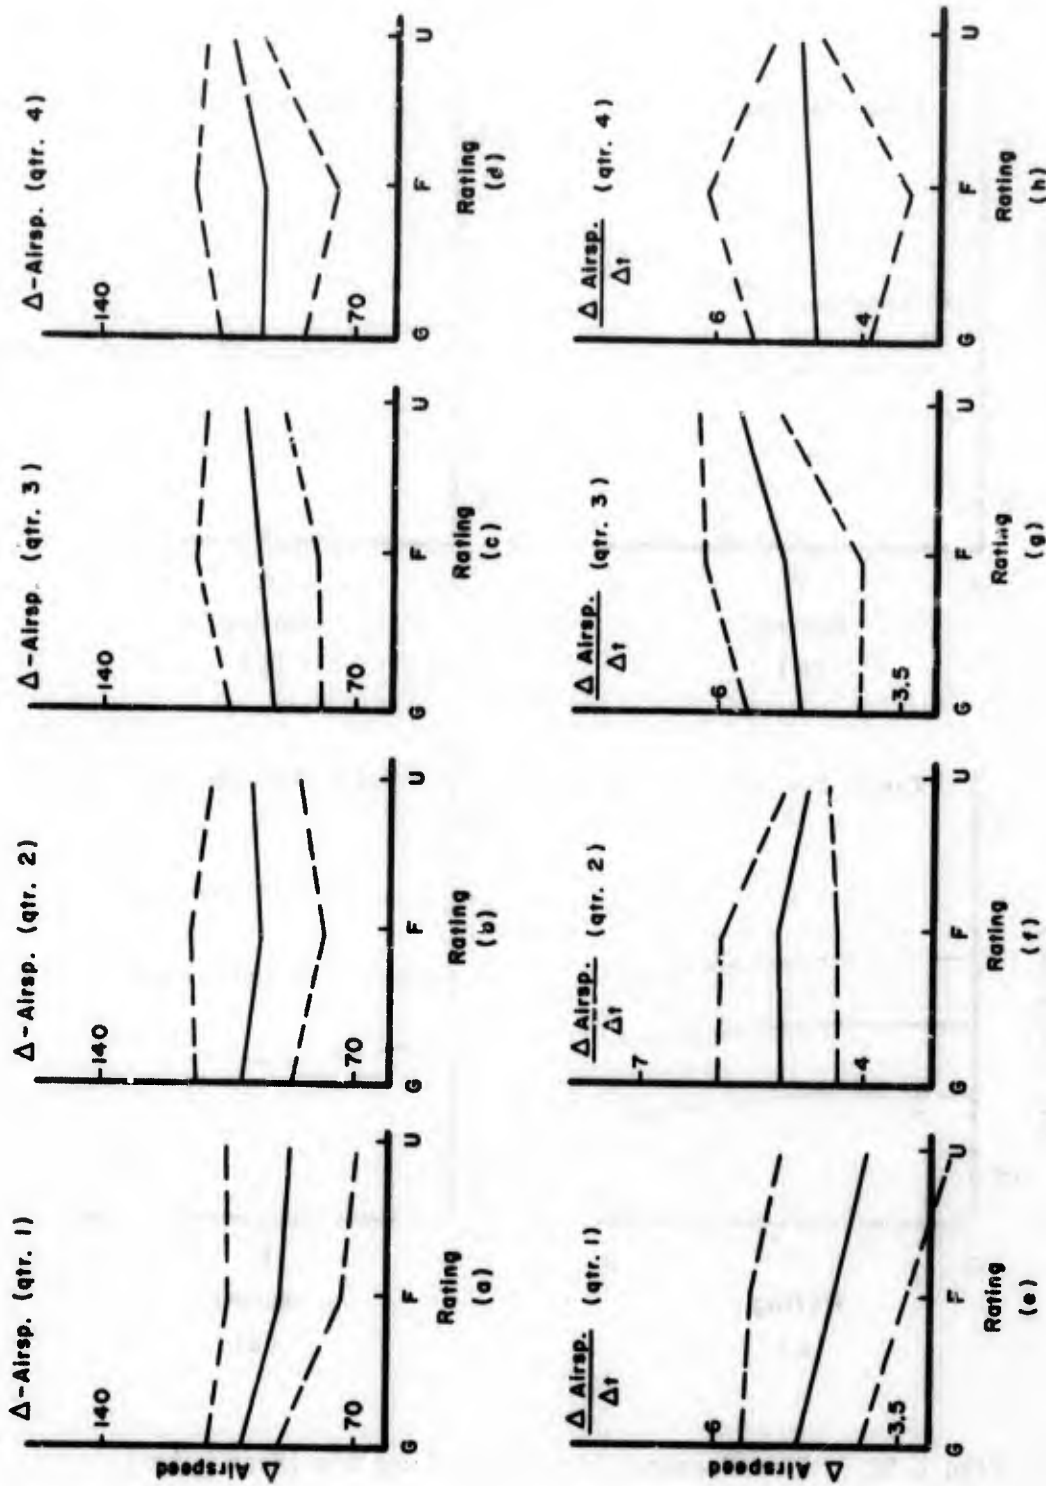 Δ-Airsp. (qtr. 1)
140
70
Δ Airspeed
G F U
Rating
(a)
Δ-Airsp. (qtr. 2)
140
70
G F U
Rating
(b)
Δ-Airsp. (qtr. 3)
140
70
G F U
Rating
(c)
Δ-Airsp. (qtr. 4)
140
70
G F U
Rating
(d)
Δ Airsp. (qtr. 1)
Δt
6
3.5
Δ Airspeed
G F U
Rating
(e)
Δ Airsp. (qtr. 2)
Δt
7
4
G F U
Rating
(f)
Δ Airsp. (qtr. 3)
Δt
6
3.5
G F U
Rating
(g)
Δ Airsp. (qtr. 4)
Δt
6
4
G F U
Rating
(h)